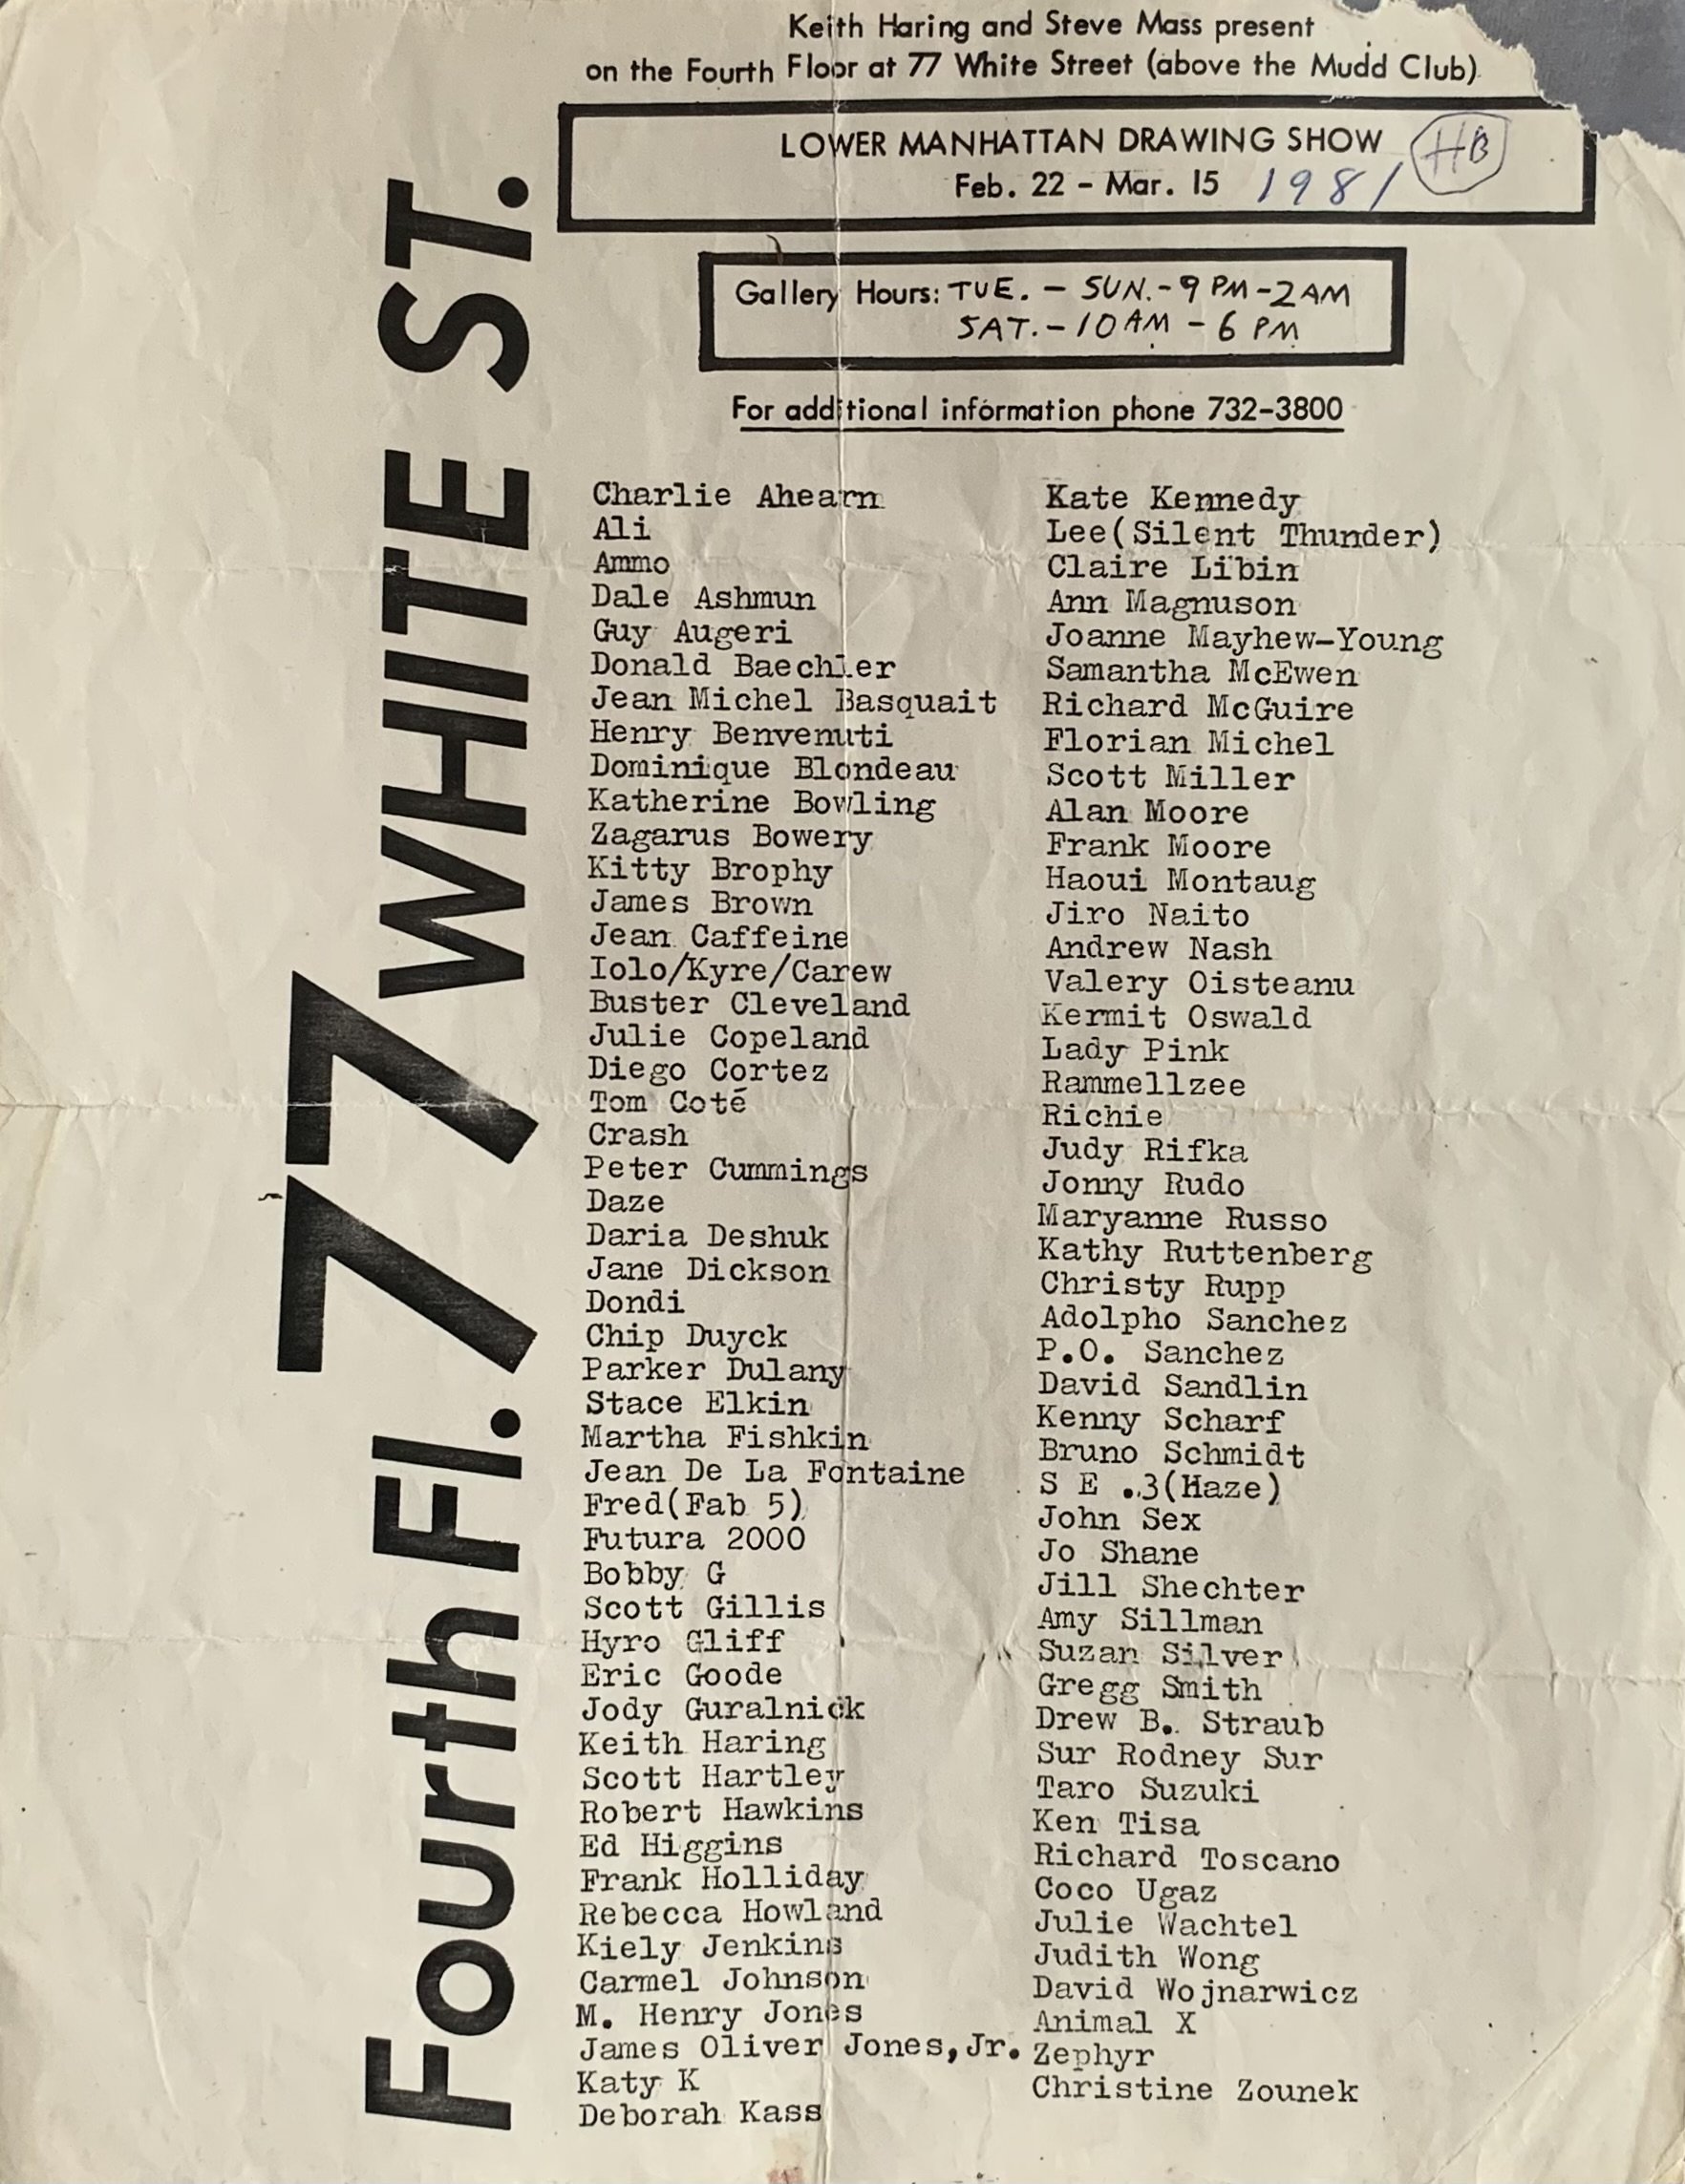 Keith Haring and Steve Mass present
on the Fourth Floor at 77 White Street (above the Mudd Club)
LOWER MANHATTAN DRAWING SHOW HB
Feb. 22 - Mar. 15 1981
Gallery Hours: TUE. - SUN. - 9 PM - 2 AM
SAT. - 10 AM - 6 PM
For additional information phone 732-3800
Fourth Fl. 77 WHITE ST.
Charlie Ahearn
Ali
Ammo
Dale Ashmun
Guy Augeri
Donald Baechler
Jean Michel Basquait
Henry Benvenuti
Dominique Blondeau
Katherine Bowling
Zagarus Bowery
Kitty Brophy
James Brown
Jean Caffeine
Iolo/Kyre/Carew
Buster Cleveland
Julie Copeland
Diego Cortez
Tom Coté
Crash
Peter Cummings
Daze
Daria Deshuk
Jane Dickson
Dondi
Chip Duyck
Parker Dulany
Stace Elkin
Martha Fishkin
Jean De La Fontaine
Fred(Fab 5)
Futura 2000
Bobby G
Scott Gillis
Hyro Gliff
Eric Goode
Jody Guralnick
Keith Haring
Scott Hartley
Robert Hawkins
Ed Higgins
Frank Holliday
Rebecca Howland
Kiely Jenkins
Carmel Johnson
M. Henry Jones
James Oliver Jones,Jr.
Katy K
Deborah Kass
Kate Kennedy
Lee(Silent Thunder)
Claire Libin
Ann Magnuson
Joanne Mayhew-Young
Samantha McEwen
Richard McGuire
Florian Michel
Scott Miller
Alan Moore
Frank Moore
Haoui Montaug
Jiro Naito
Andrew Nash
Valery Oisteanu
Kermit Oswald
Lady Pink
Rammellzee
Richie
Judy Rifka
Jonny Rudo
Maryanne Russo
Kathy Ruttenberg
Christy Rupp
Adolpho Sanchez
P.O. Sanchez
David Sandlin
Kenny Scharf
Bruno Schmidt
S E .3(Haze)
John Sex
Jo Shane
Jill Shechter
Amy Sillman
Suzan Silver
Gregg Smith
Drew B. Straub
Sur Rodney Sur
Taro Suzuki
Ken Tisa
Richard Toscano
Coco Ugaz
Julie Wachtel
Judith Wong
David Wojnarwicz
Animal X
Zephyr
Christine Zounek